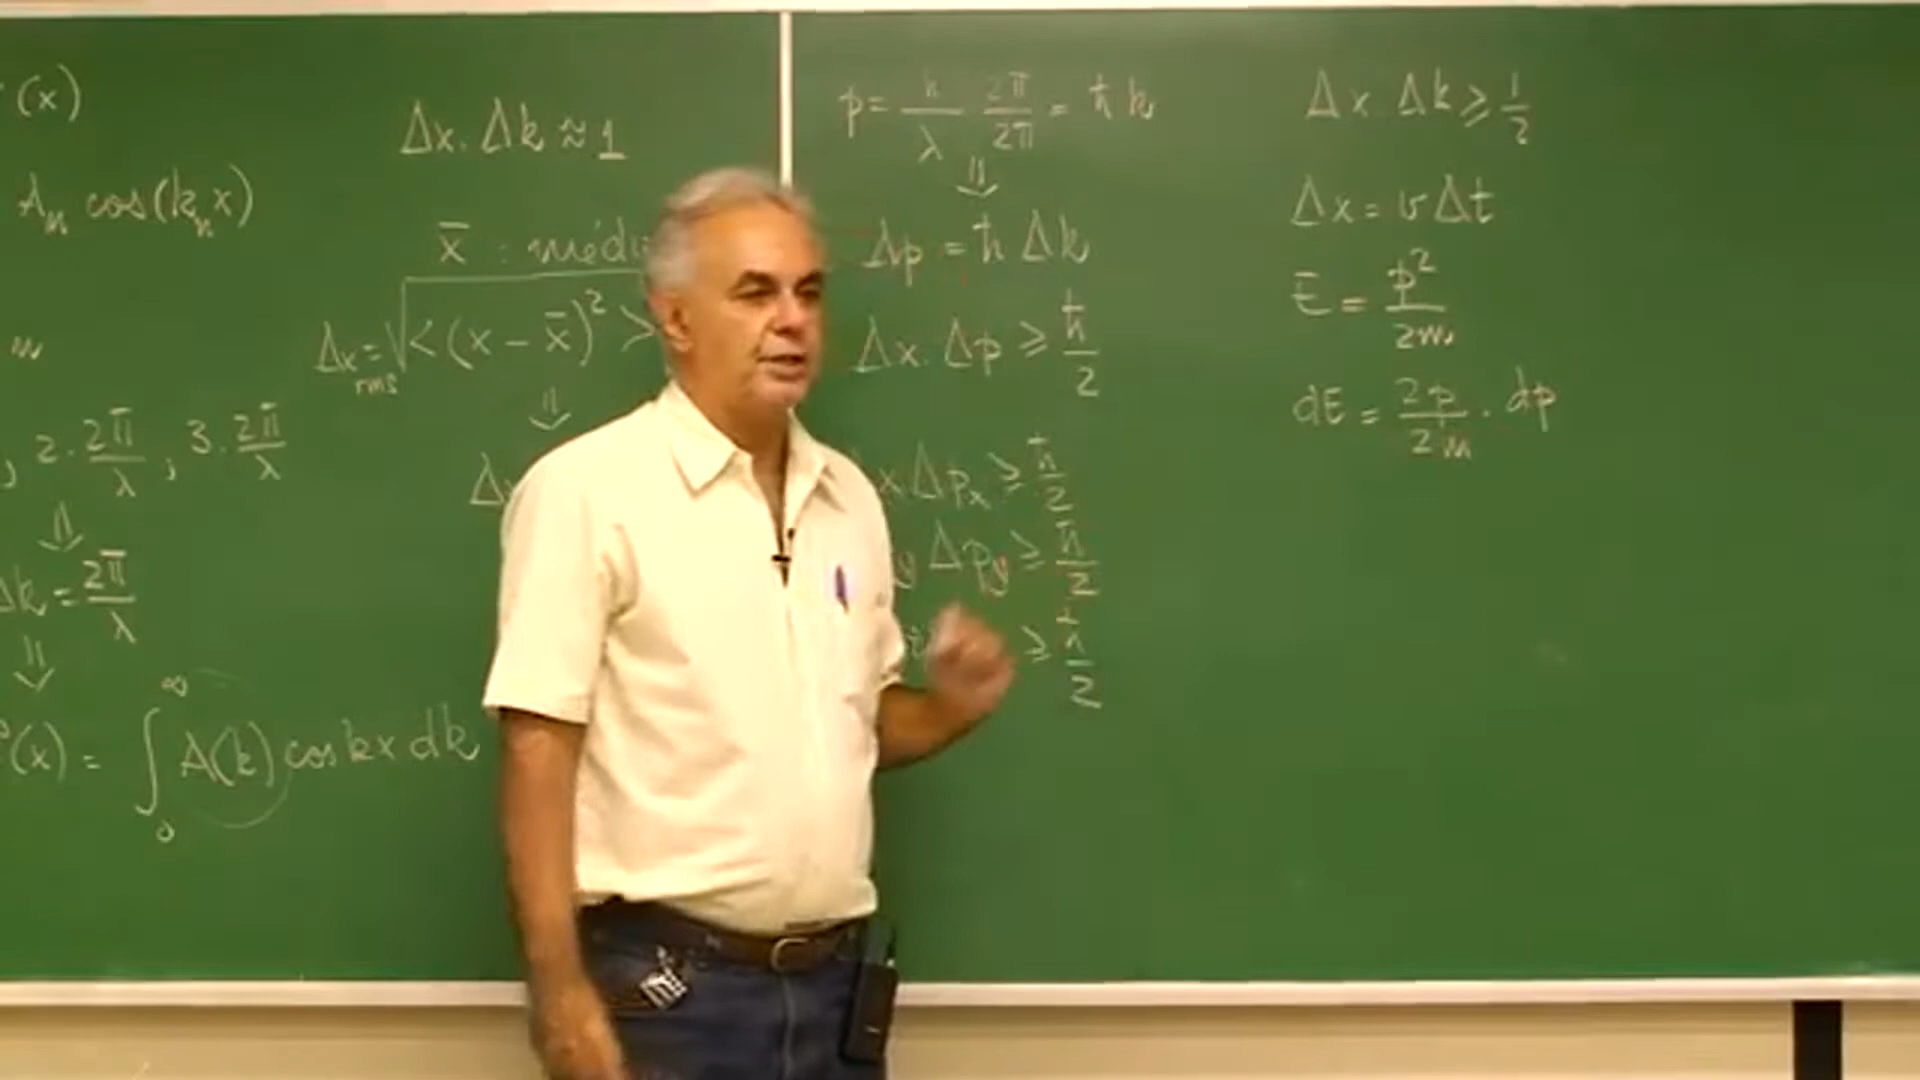 (x)
Aₙ cos(kₙx)
, 2·2π/λ, 3·2π/λ
⇓
Δk = 2π/λ
⇓
(x) = ∫₀^∞ A(k) cos kx dk
Δx. Δk ≈ 1
x̄ : médi
Δx rms = √<(x - x̄)²>
⇓
Δ
p = h/λ 2π/2π = ħ k
⇓
Δp = ħ Δk
Δx. Δp ⩾ ħ/2
x Δpₓ ⩾ ħ/2
y Δp_y ⩾ ħ/2
⩾ ħ/2
Δx. Δk ⩾ 1/2
Δx = v Δt
E = p²/2m
dE = 2p/2m · dp